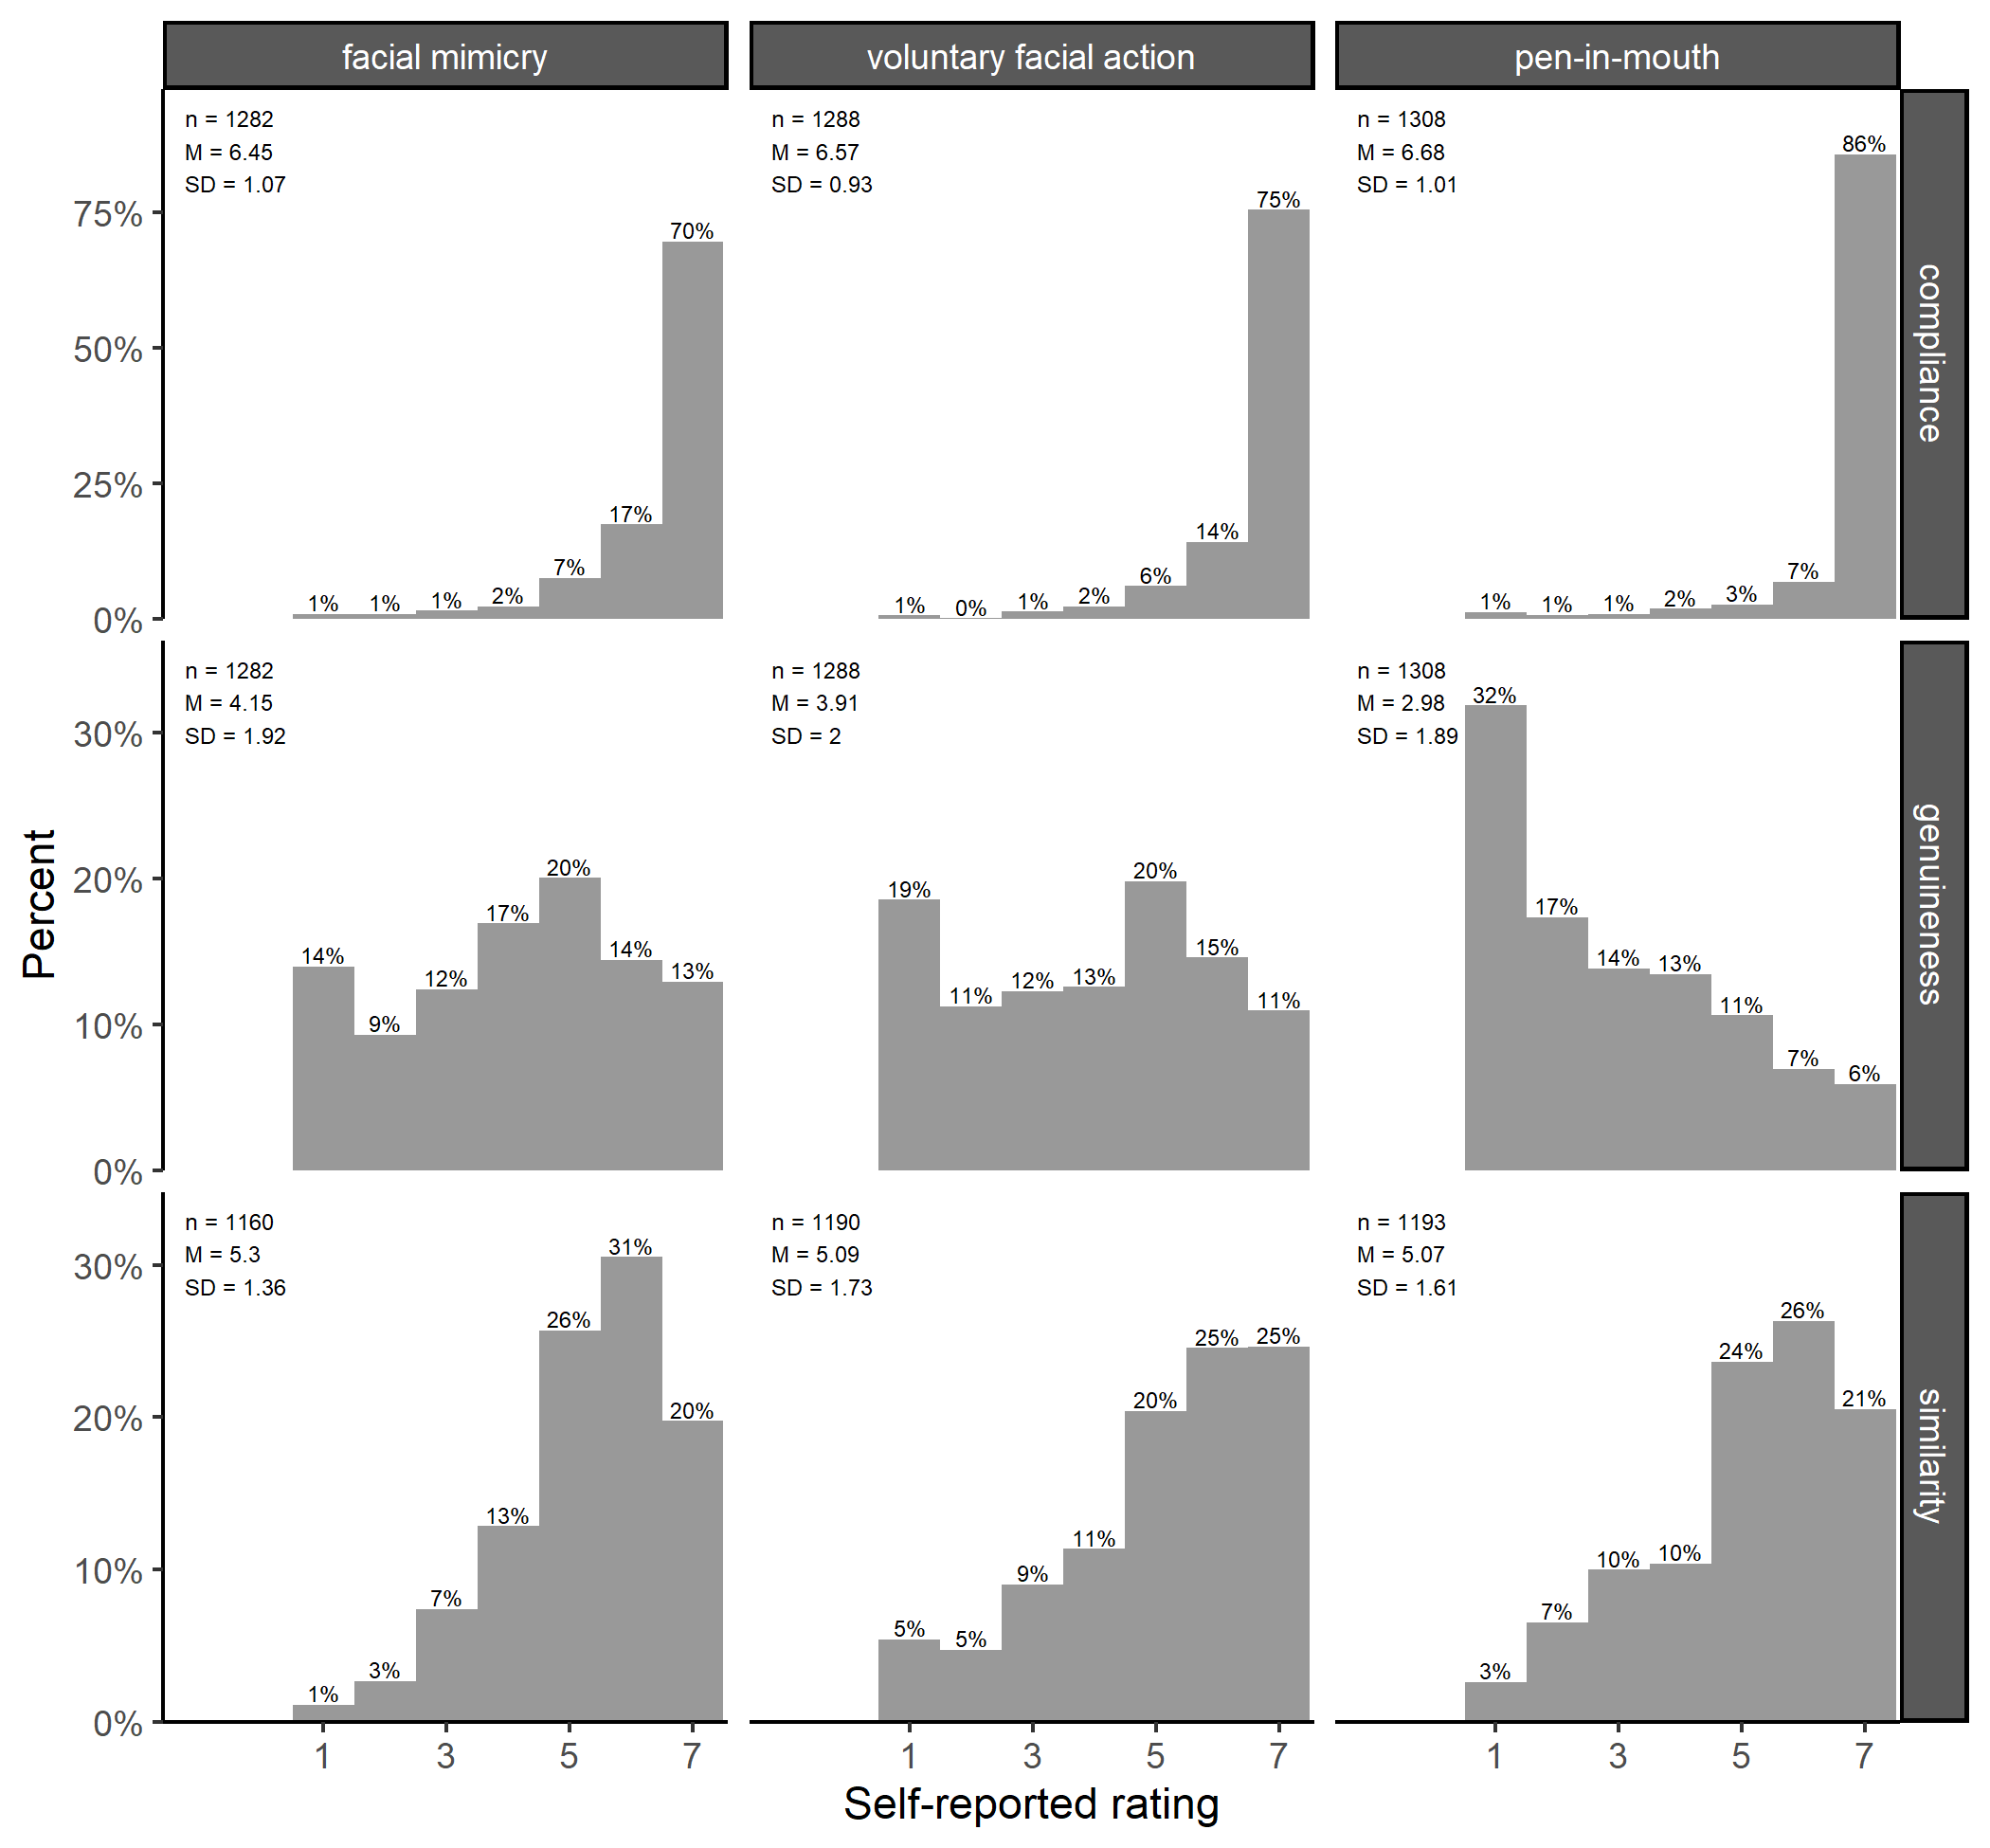 facial mimicry
voluntary facial action
pen-in-mouth
n = 1282
M = 6.45
SD = 1.07
n = 1288
M = 6.57
SD = 0.93
n = 1308
M = 6.68
SD = 1.01
75%
50%
25%
0%
1%
1%
1%
2%
7%
17%
70%
1%
0%
1%
2%
6%
14%
75%
1%
1%
1%
2%
3%
7%
86%
compliance
n = 1282
M = 4.15
SD = 1.92
n = 1288
M = 3.91
SD = 2
n = 1308
M = 2.98
SD = 1.89
30%
20%
10%
0%
14%
9%
12%
17%
20%
14%
13%
19%
11%
12%
13%
20%
15%
11%
32%
17%
14%
13%
11%
7%
6%
genuineness
Percent
n = 1160
M = 5.3
SD = 1.36
n = 1190
M = 5.09
SD = 1.73
n = 1193
M = 5.07
SD = 1.61
30%
20%
10%
0%
1%
3%
7%
13%
26%
31%
20%
5%
5%
9%
11%
20%
25%
25%
3%
7%
10%
10%
24%
26%
21%
similarity
1 3 5 7
1 3 5 7
1 3 5 7
Self-reported rating